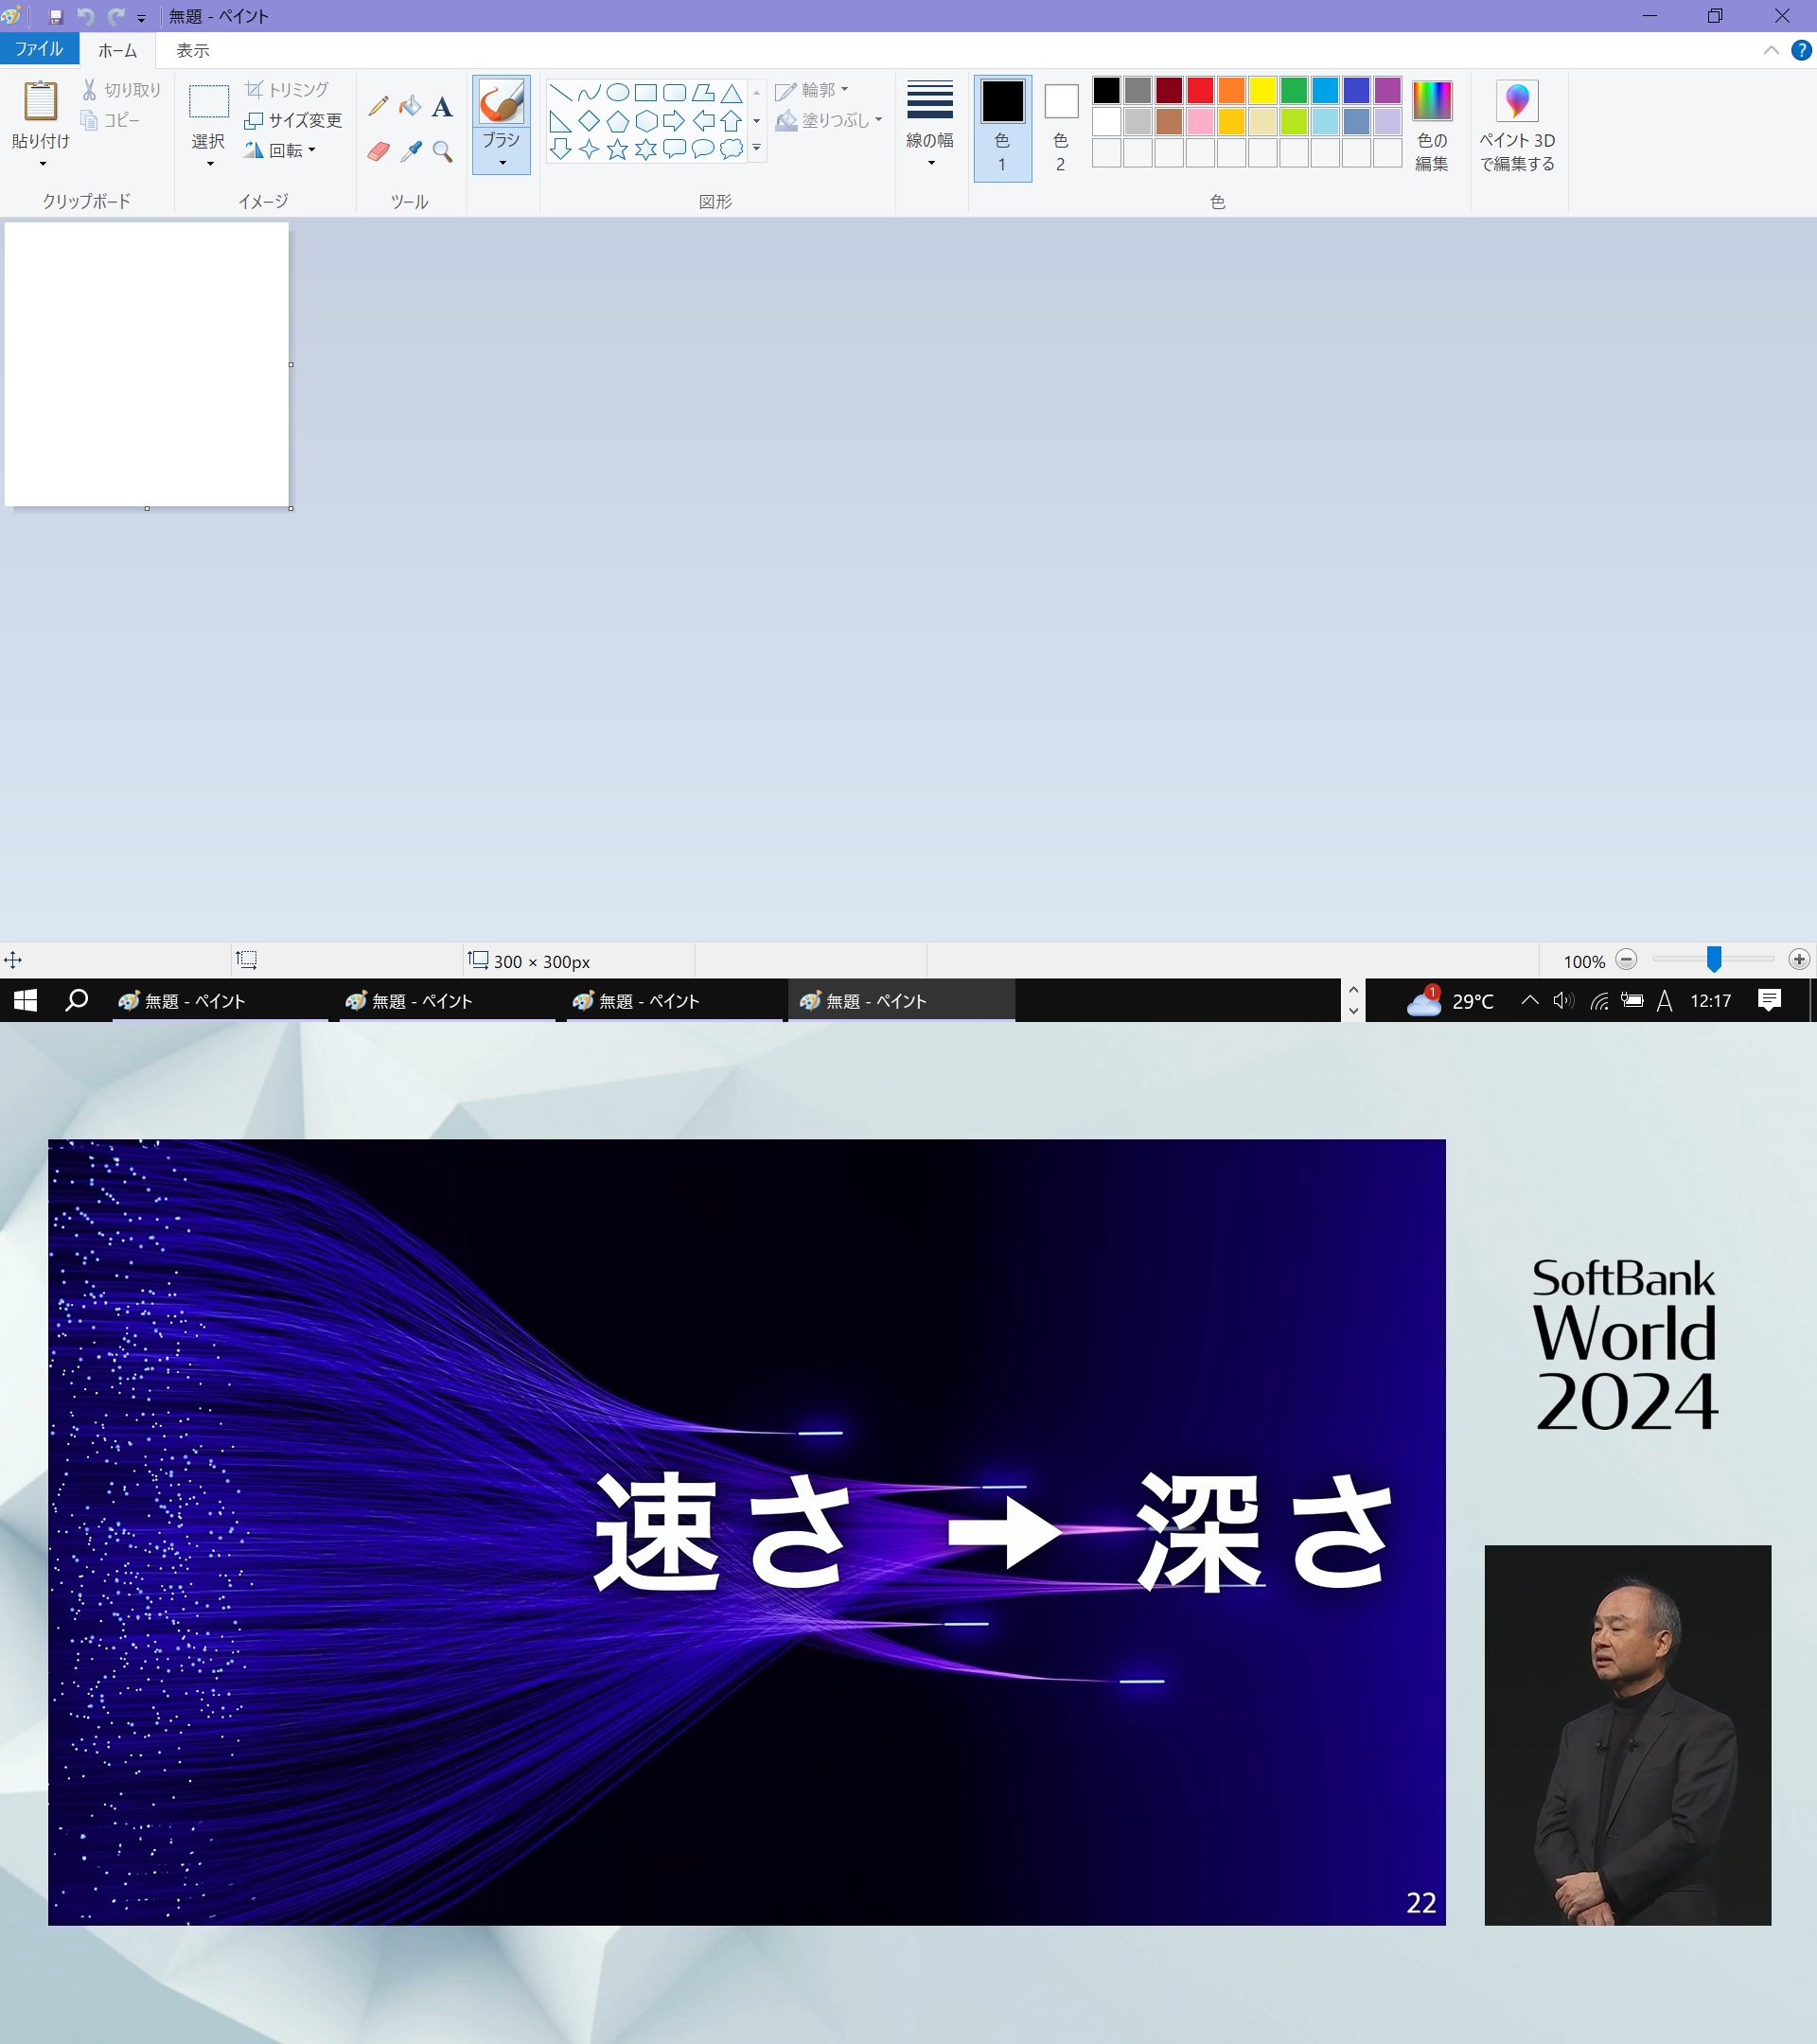 無題 - ペイント
ファイル
ホーム
表示
貼り付け
切り取り
コピー
クリップボード
選択
トリミング
サイズ変更
回転
イメージ
A
ツール
ブラシ
輪郭
塗りつぶし
図形
線の幅
色
1
色
2
色の
編集
色
ペイント 3D
で編集する
?
300 × 300px
100%
無題 - ペイント
無題 - ペイント
無題 - ペイント
無題 - ペイント
1
29°C
A
12:17
SoftBank
World
2024
速さ ➡ 深さ
22